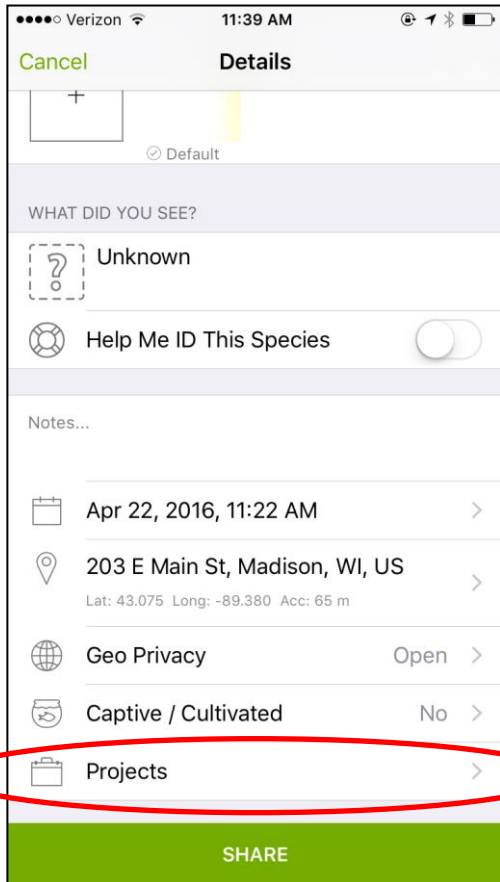 Verizon 11:39 AM
Cancel Details
Default
WHAT DID YOU SEE?
Unknown
Help Me ID This Species
Notes...
Apr 22, 2016, 11:22 AM
203 E Main St, Madison, WI, US
Lat: 43.075 Long: -89.380 Acc: 65 m
Geo Privacy Open
Captive / Cultivated No
Projects
SHARE